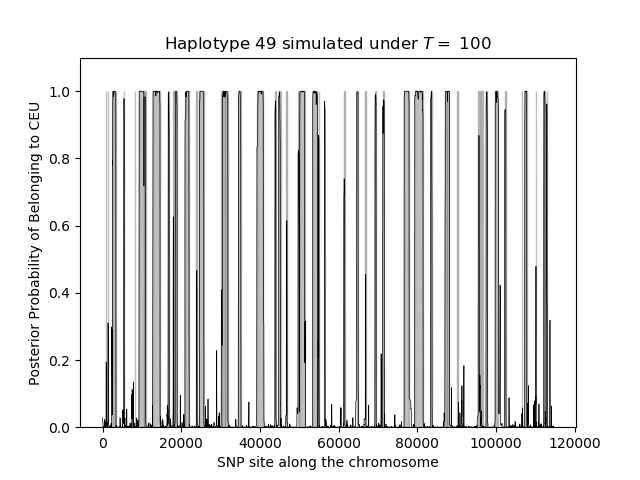 Haplotype 49 simulated under T = 100
1.0
0.8
0.6
0.4
0.2
0.0
Posterior Probability of Belonging to CEU
0 20000 40000 60000 80000 100000 120000
SNP site along the chromosome